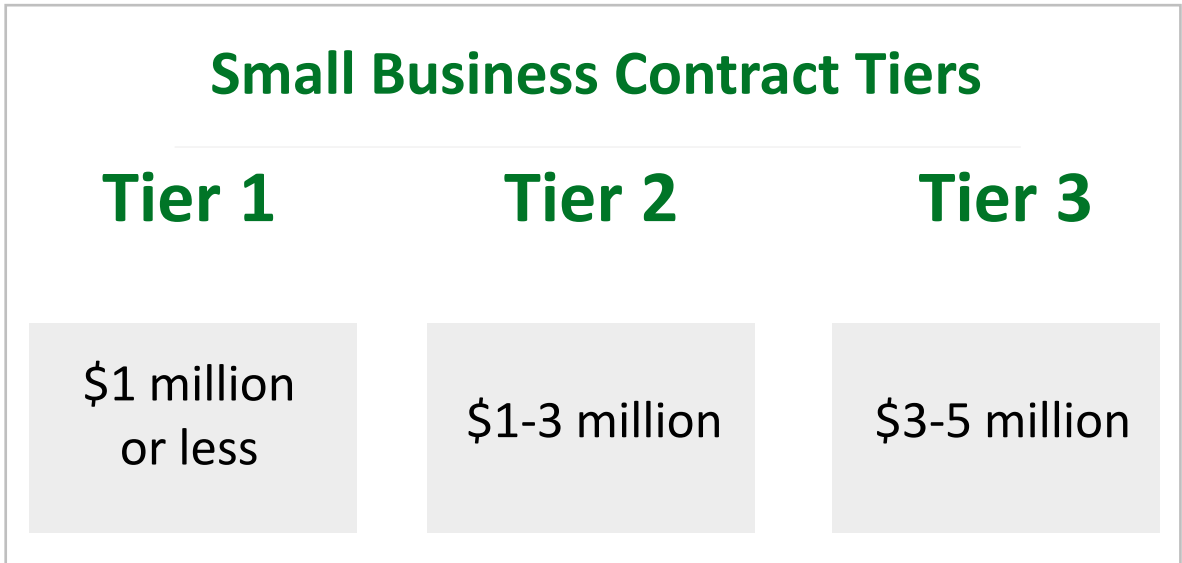 Small Business Contract Tiers
Tier 1
Tier 2
Tier 3
$1 million
or less
$1-3 million
$3-5 million